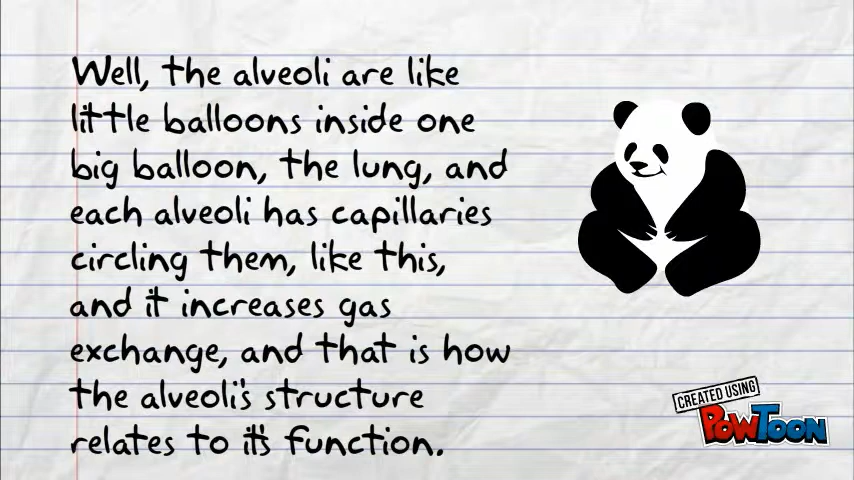 Well, the alveoli are like
little balloons inside one
big balloon, the lung, and
each alveoli has capillaries
circling them, like this,
and it increases gas
exchange, and that is how
the alveoli's structure
relates to it's function.
CREATED USING
POWTOON